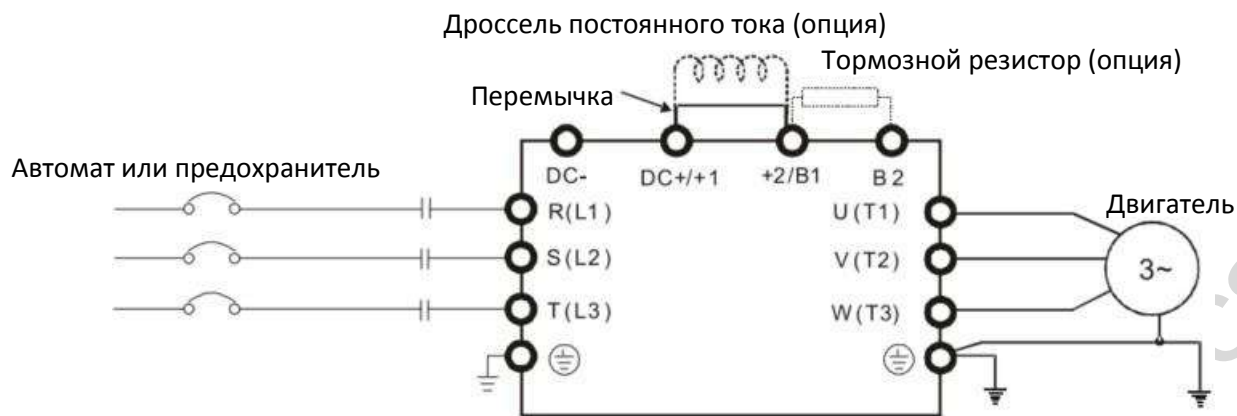 Дроссель постоянного тока (опция)
Тормозной резистор (опция)
Перемычка
Автомат или предохранитель
DC-
DC+/+1
+2/B1
B2
R(L1)
U(T1)
Двигатель
S(L2)
V(T2)
3~
T(L3)
W(T3)